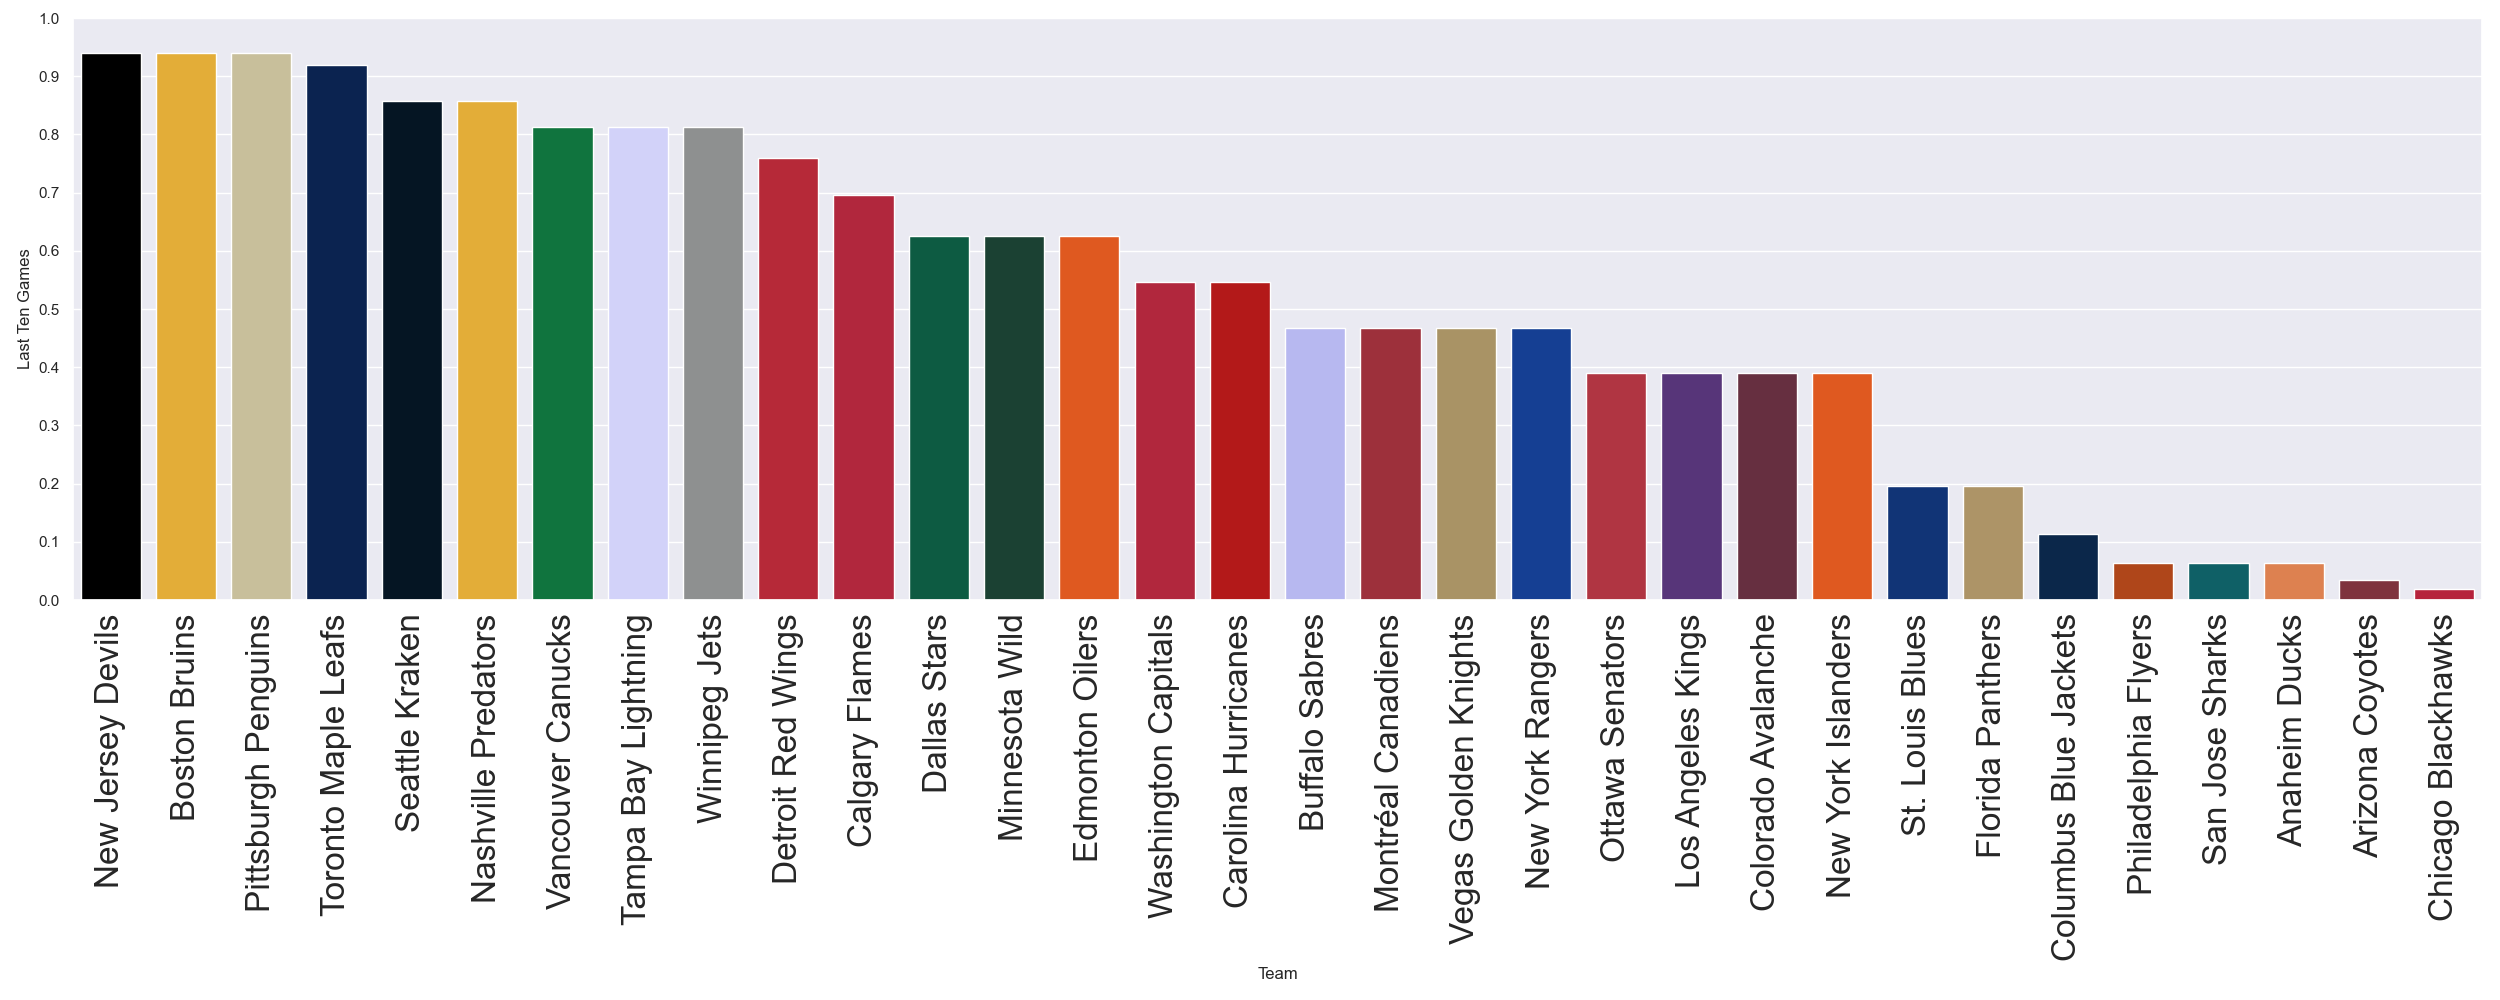 1.0
0.9
0.8
0.7
0.6
0.5
0.4
0.3
0.2
0.1
0.0
Last Ten Games
New Jersey Devils
Boston Bruins
Pittsburgh Penguins
Toronto Maple Leafs
Seattle Kraken
Nashville Predators
Vancouver Canucks
Tampa Bay Lightning
Winnipeg Jets
Detroit Red Wings
Calgary Flames
Dallas Stars
Minnesota Wild
Edmonton Oilers
Washington Capitals
Carolina Hurricanes
Buffalo Sabres
Montréal Canadiens
Vegas Golden Knights
New York Rangers
Ottawa Senators
Los Angeles Kings
Colorado Avalanche
New York Islanders
St. Louis Blues
Florida Panthers
Columbus Blue Jackets
Philadelphia Flyers
San Jose Sharks
Anaheim Ducks
Arizona Coyotes
Chicago Blackhawks
Team